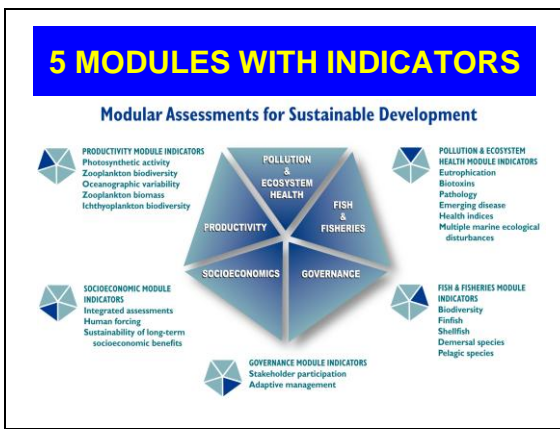 5 MODULES WITH INDICATORS
Modular Assessments for Sustainable Development
PRODUCTIVITY MODULE INDICATORS
Photosynthetic activity
Zooplankton biodiversity
Oceanographic variability
Zooplankton biomass
Ichthyoplankton biodiversity
POLLUTION & ECOSYSTEM
HEALTH MODULE INDICATORS
Eutrophication
Biotoxins
Pathology
Emerging disease
Health indices
Multiple marine ecological
disturbances
POLLUTION
&
ECOSYSTEM
HEALTH
PRODUCTIVITY
FISH
&
FISHERIES
SOCIOECONOMICS
GOVERNANCE
SOCIOECONOMIC MODULE
INDICATORS
Integrated assessments
Human forcing
Sustainability of long-term
socioeconomic benefits
FISH & FISHERIES MODULE
INDICATORS
Biodiversity
Finfish
Shellfish
Demersal species
Pelagic species
GOVERNANCE MODULE INDICATORS
Stakeholder participation
Adaptive management